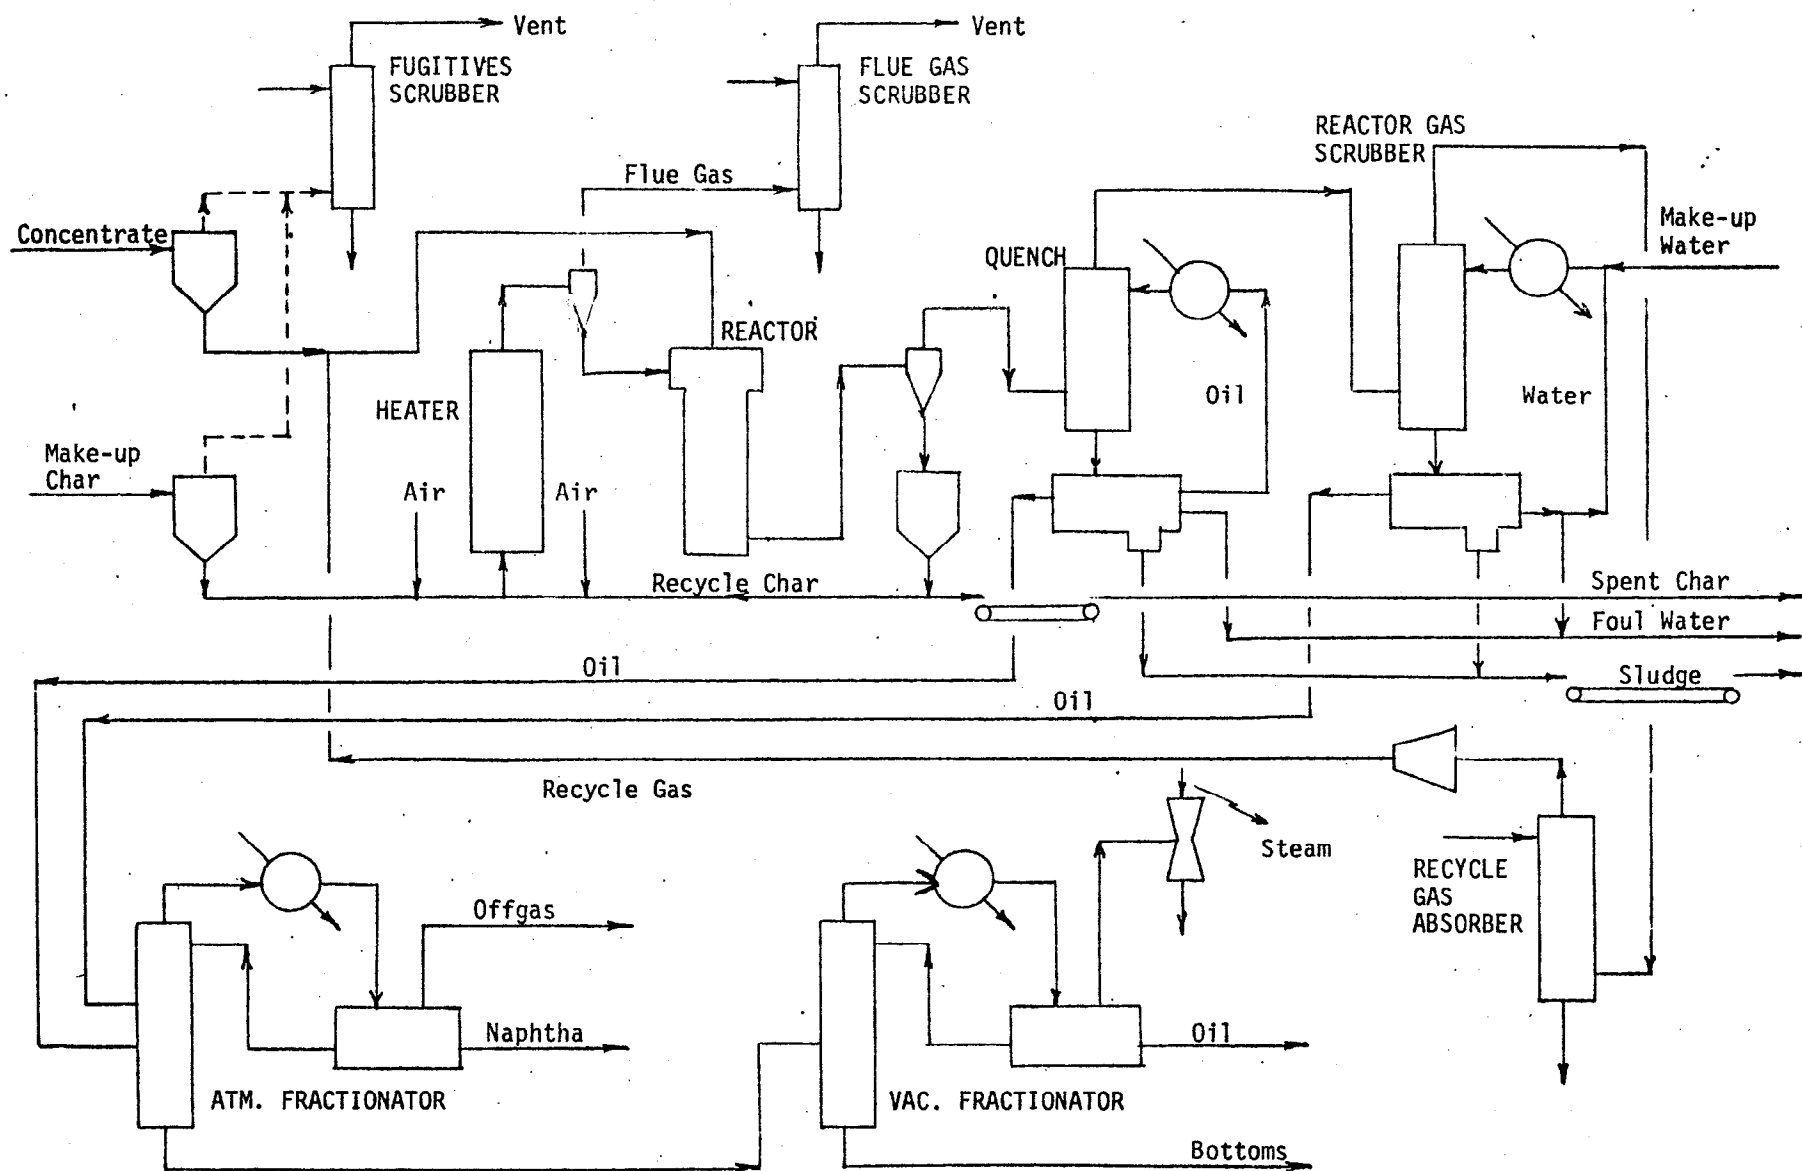 Vent
Vent
FUGITIVES
SCRUBBER
FLUE GAS
SCRUBBER
REACTOR GAS
SCRUBBER
Flue Gas
Concentrate
Make-up
Water
QUENCH
REACTOR
HEATER
Oil
Water
Make-up
Char
Air
Air
Recycle Char
Spent Char
Foul Water
Oil
Sludge
Oil
Recycle Gas
Steam
RECYCLE
GAS
ABSORBER
Offgas
Naphtha
Oil
ATM. FRACTIONATOR
VAC. FRACTIONATOR
Bottoms